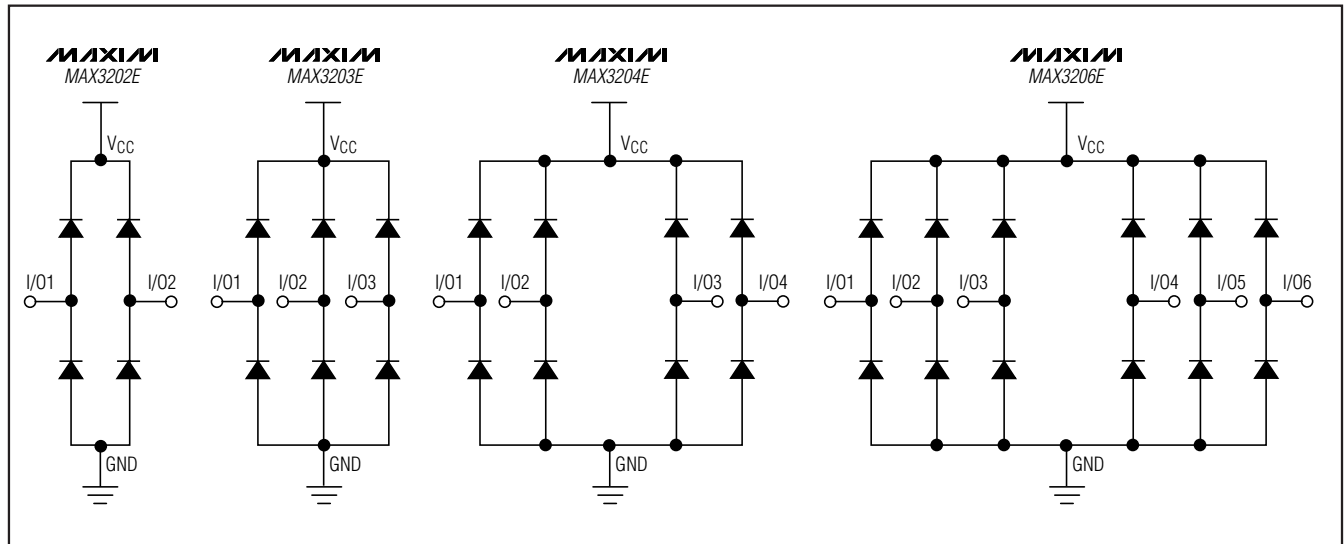 MAXIM
MAX3202E
VCC
I/O1
I/O2
GND
MAXIM
MAX3203E
VCC
I/O1
I/O2
I/O3
GND
MAXIM
MAX3204E
VCC
I/O1
I/O2
I/O3
I/O4
GND
MAXIM
MAX3206E
VCC
I/O1
I/O2
I/O3
I/O4
I/O5
I/O6
GND